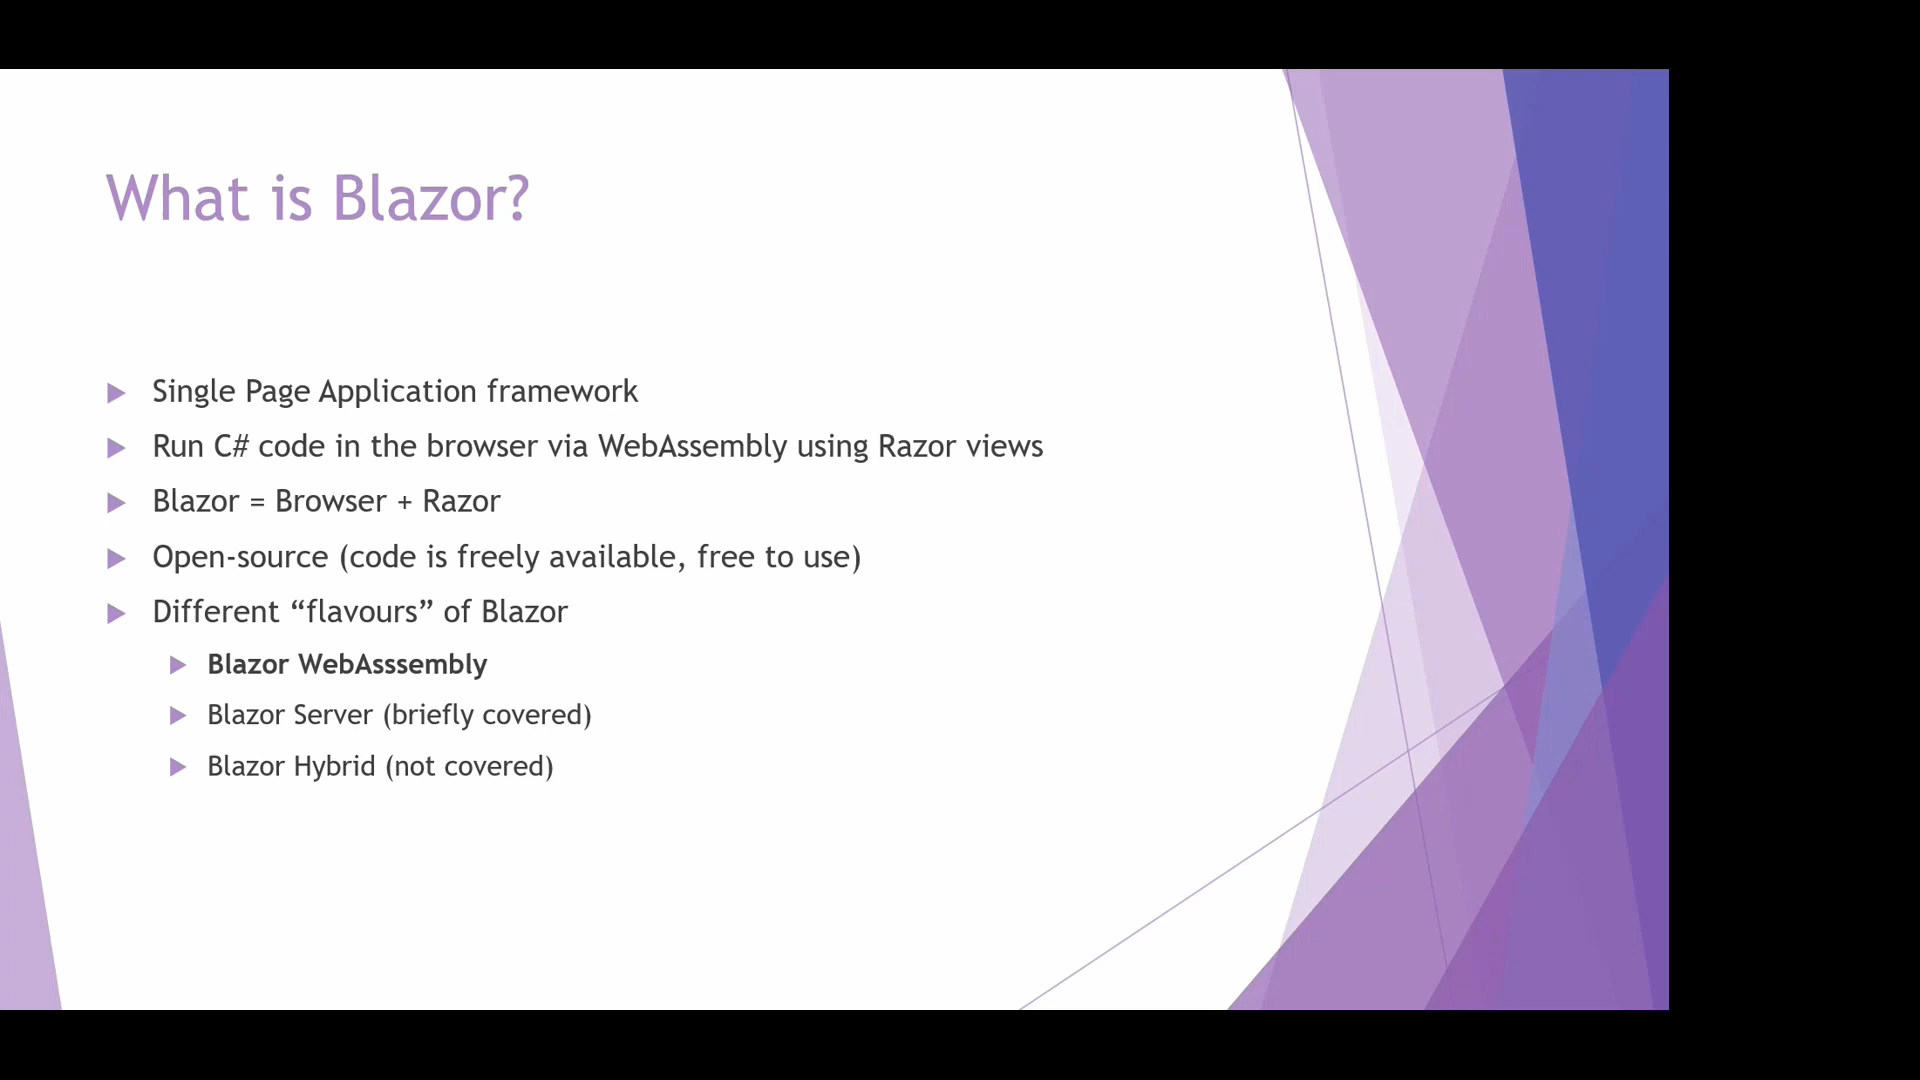 What is Blazor?
Single Page Application framework
Run C# code in the browser via WebAssembly using Razor views
Blazor = Browser + Razor
Open-source (code is freely available, free to use)
Different “flavours” of Blazor
Blazor WebAsssembly
Blazor Server (briefly covered)
Blazor Hybrid (not covered)